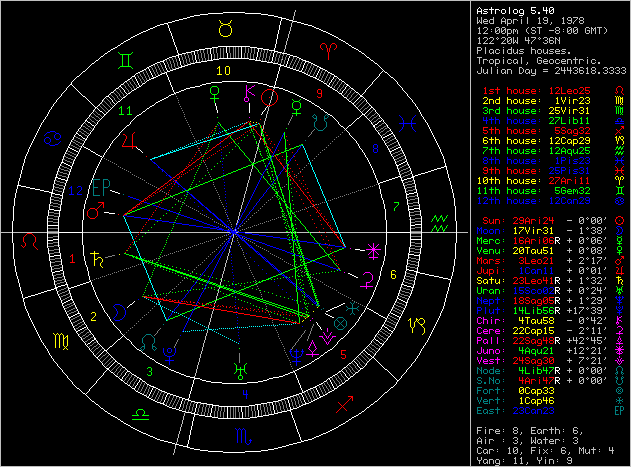 Astrolog 5.40
Wed April 19, 1978
12:00pm (ST -8:00 GMT)
122°20W 47°36N
Placidus houses.
Tropical, Geocentric.
Julian Day = 2443618.3333
1st house: 12Leo25
2nd house: 1Vir23
3rd house: 25Vir31
4th house: 27Lib11
5th house: 5Sag32
6th house: 12Cap29
7th house: 12Aqu25
8th house: 1Pis23
9th house: 25Pis31
10th house: 27Ari11
11th house: 5Gem32
12th house: 12Can29
Sun: 29Ari24 - 0°00'
Moon: 17Vir31 - 1°38'
Merc: 16Ari06R + 0°06'
Venu: 20Tau51 + 0°08'
Mars: 3Leo21 + 2°17'
Jupi: 1Can11 + 0°01'
Satu: 23Leo41R + 1°32'
Uran: R + 0°24'
Nept: 18Sag05R + 1°29'
Plut: 14Lib56R +17°39'
Chir: 4Tau58 - 0°42'
Cere: 22Cap15 - 2°11'
Pall: 22Sag48R +42°45'
Juno: 4Aqu21 +12°21'
Vest: 24Sag30 + 7°21'
Node: 4Lib47R + 0°00'
S.No: 4Ari47R + 0°00'
Fort: 0Cap33
Vert: 1Cap46
East: EP
Fire: 8, Earth: 6,
Air : 3, Water: 3
Car: 10, Fix: 6, Mut: 4
Yang: 11, Yin: 9
10
9
11
8
12
EP
7
1
6
2
5
3
4